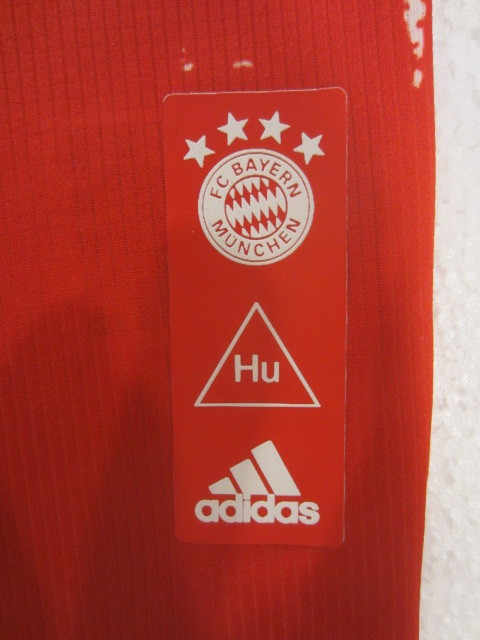 FC BAYERN
MÜNCHEN
Hu
adidas